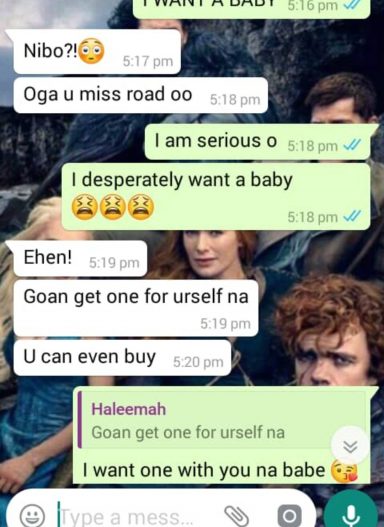 I WANT A BABY 5:16 pm
Nibo?!😳 5:17 pm
Oga u miss road oo 5:18 pm
I am serious o 5:18 pm
I desperately want a baby
😫😫😫 5:18 pm
Ehen! 5:19 pm
Goan get one for urself na
5:19 pm
U can even buy 5:20 pm
Haleemah
Goan get one for urself na
I want one with you na babe 😘
Type a mess...